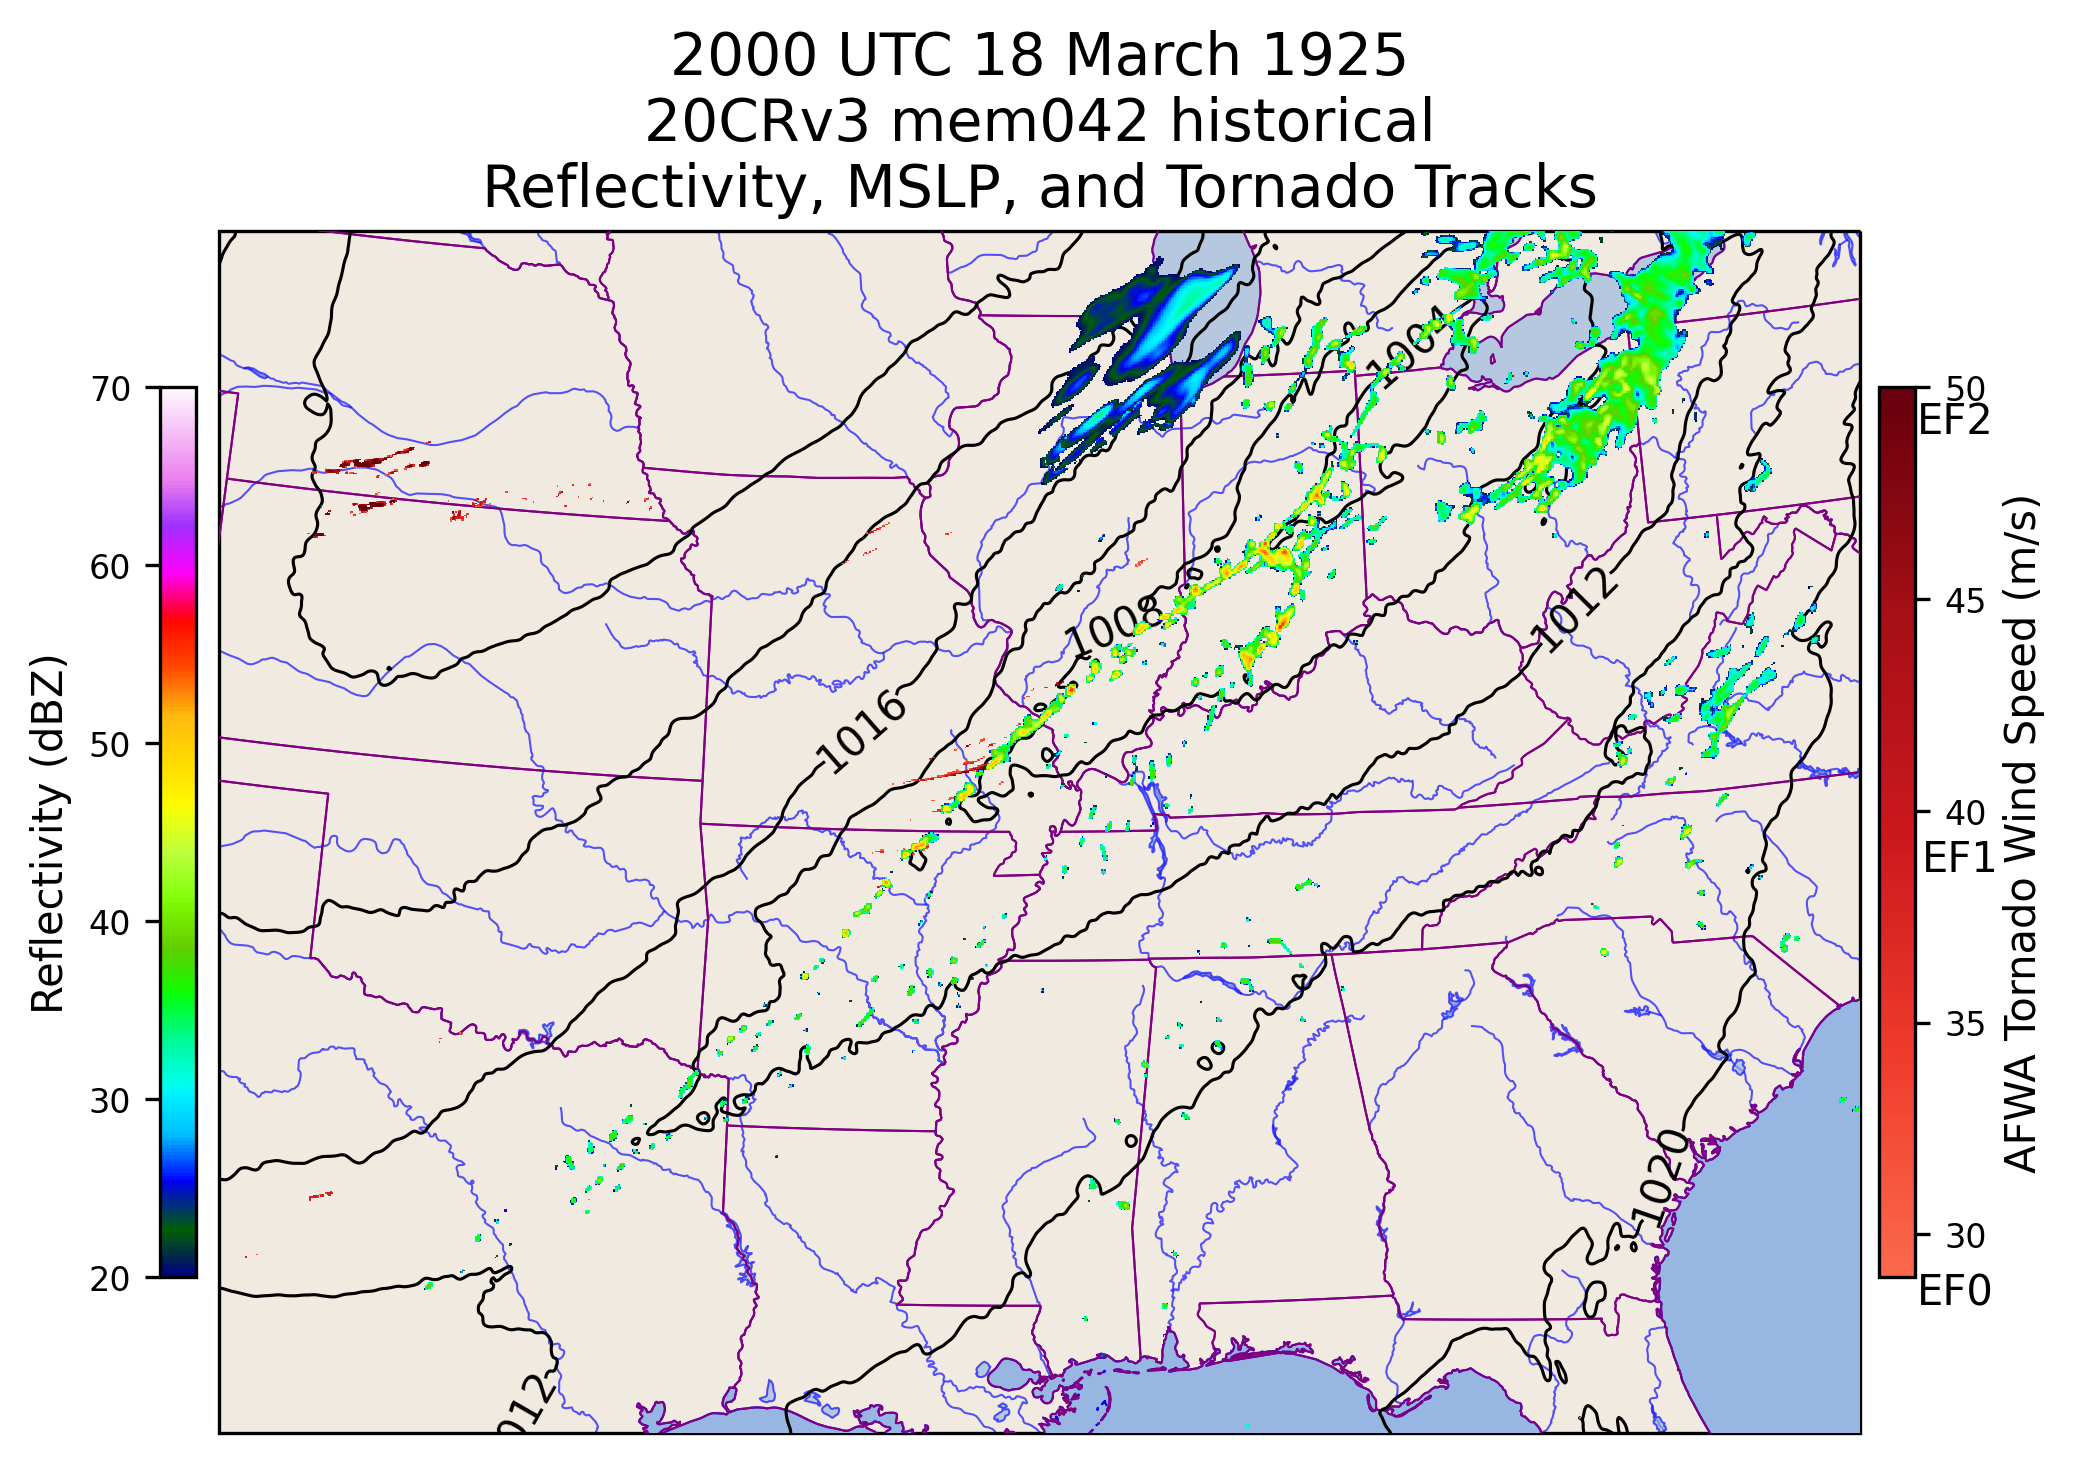 2000 UTC 18 March 1925
20CRv3 mem042 historical
Reflectivity, MSLP, and Tornado Tracks
70
60
50
40
30
20
Reflectivity (dBZ)
1004
1008
1012
1016
1020
012
0
50
EF2
45
40
EF1
35
30
EF0
AFWA Tornado Wind Speed (m/s)